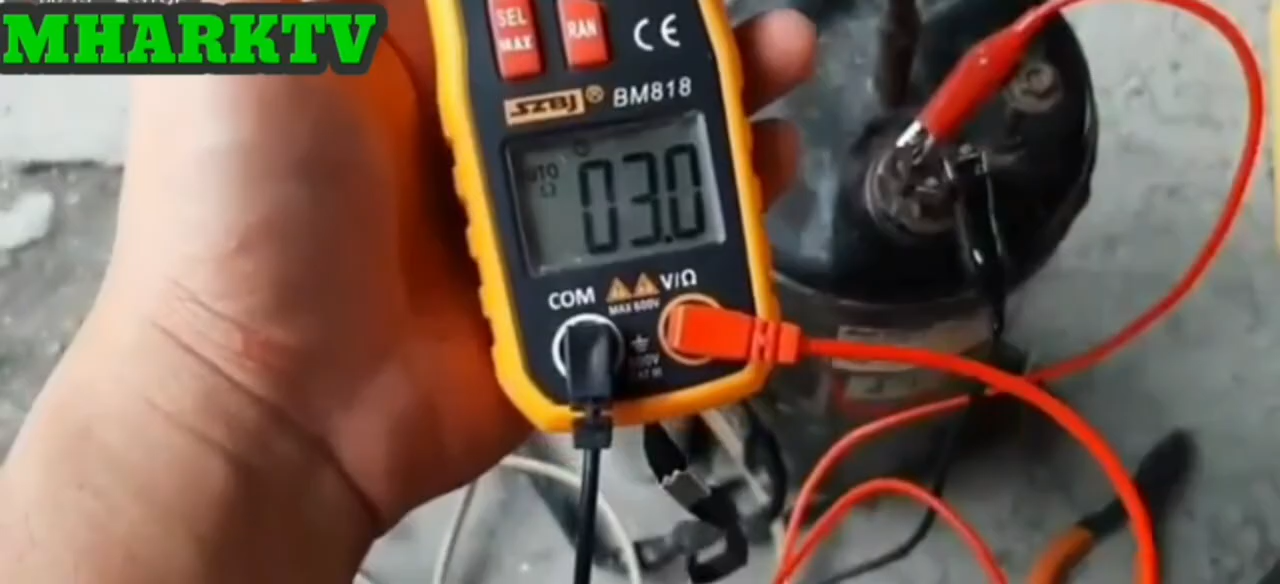 MHARKTV
SEL
MAX
RAN
CE
SZBJ® BM818
03.0
Ω
COM
V/Ω
MAX 600V